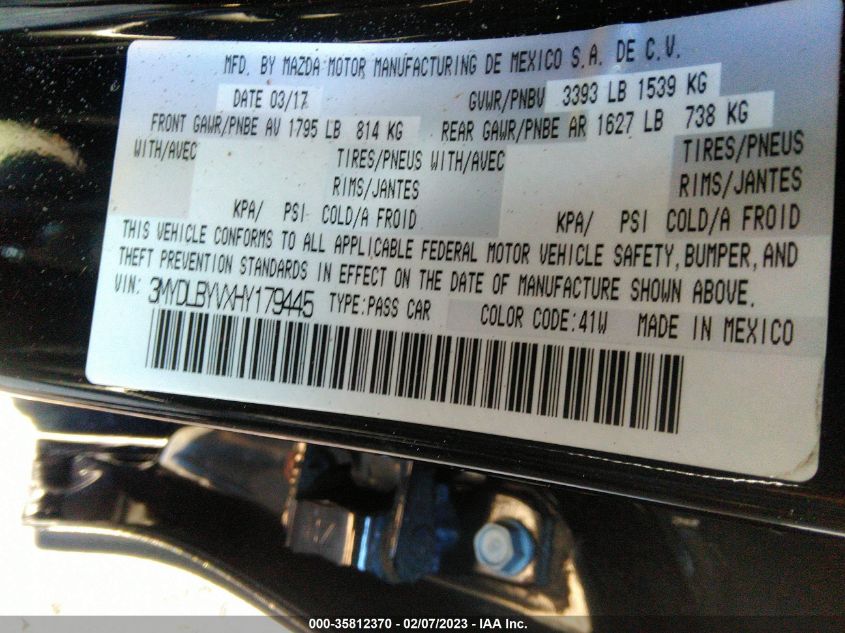 MFD. BY MAZDA MOTOR MANUFACTURING DE MEXICO S.A. DE C.V.
DATE 03/17 GVWR/PNBV 3393 LB 1539 KG
FRONT GAWR/PNBE AV 1795 LB 814 KG REAR GAWR/PNBE AR 1627 LB 738 KG
WITH/AVEC TIRES/PNEUS WITH/AVEC TIRES/PNEUS
RIMS/JANTES RIMS/JANTES
KPA/ PSI COLD/A FROID KPA/ PSI COLD/A FROID
THIS VEHICLE CONFORMS TO ALL APPLICABLE FEDERAL MOTOR VEHICLE SAFETY, BUMPER, AND
THEFT PREVENTION STANDARDS IN EFFECT ON THE DATE OF MANUFACTURE SHOWN ABOVE.
VIN: 3MYDLBYVXHY179445 TYPE:PASS CAR COLOR CODE:41W MADE IN MEXICO
000-35812370 - 02/07/2023 - IAA Inc.